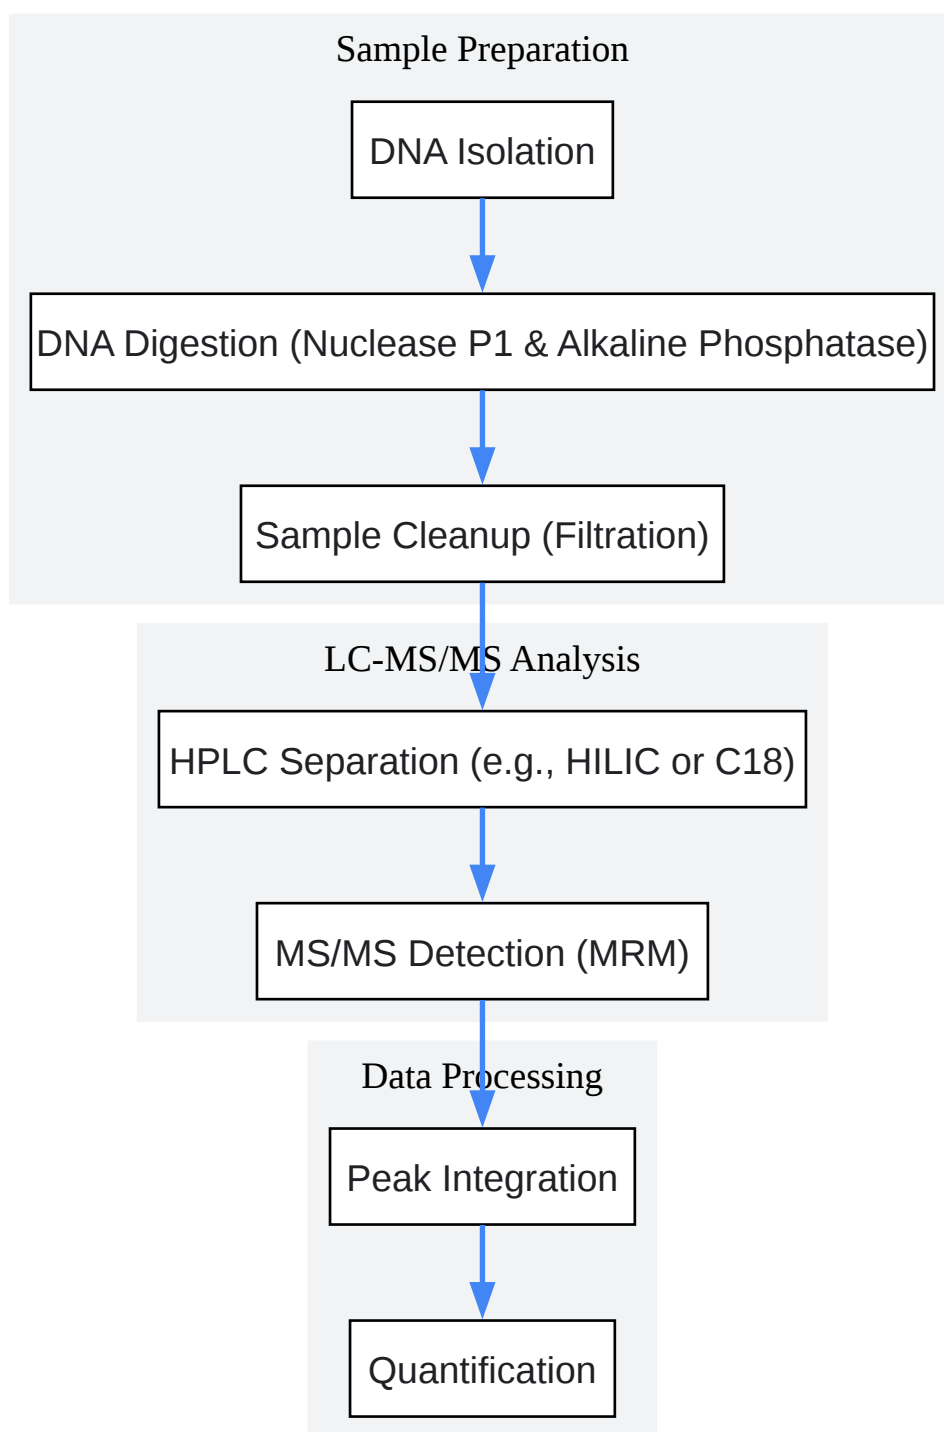 Sample Preparation
DNA Isolation
DNA Digestion (Nuclease P1 & Alkaline Phosphatase)
Sample Cleanup (Filtration)
LC-MS/MS Analysis
HPLC Separation (e.g., HILIC or C18)
MS/MS Detection (MRM)
Data Processing
Peak Integration
Quantification